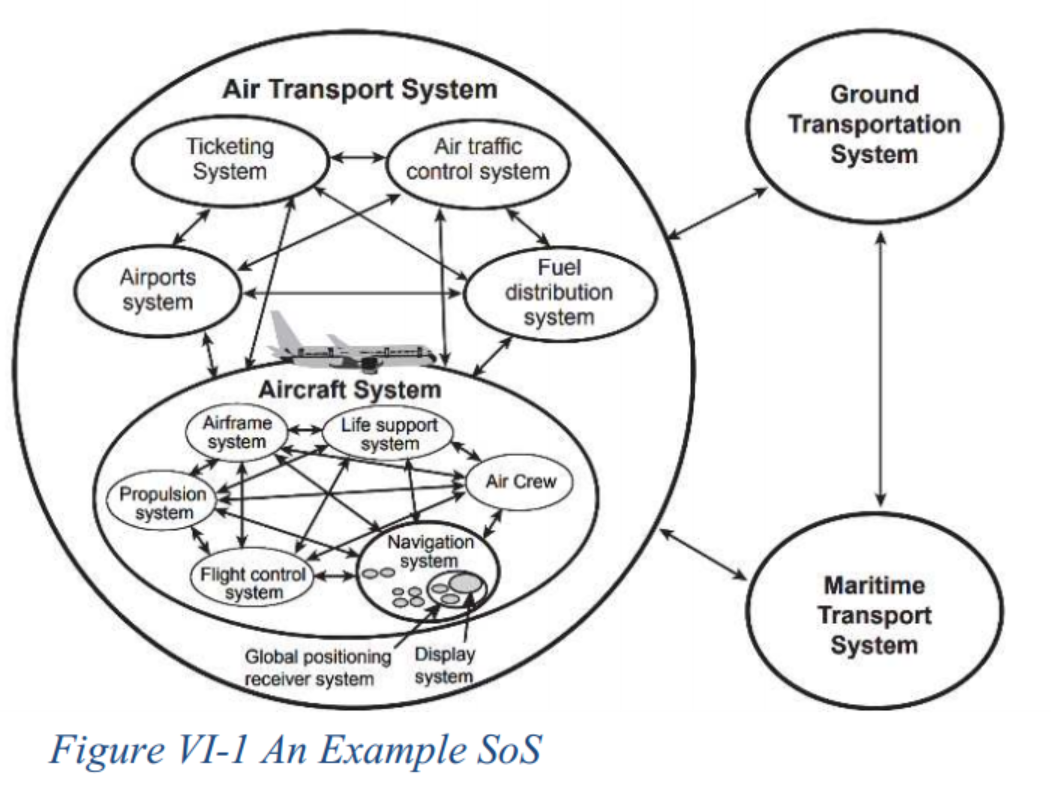 Air Transport System
Ticketing
System
Air traffic
control system
Airports
system
Fuel
distribution
system
Aircraft System
Airframe
system
Life support
system
Air Crew
Propulsion
system
Navigation
system
Flight control
system
Global positioning
receiver system
Display
system
Ground
Transportation
System
Maritime
Transport
System
Figure VI-1 An Example SoS